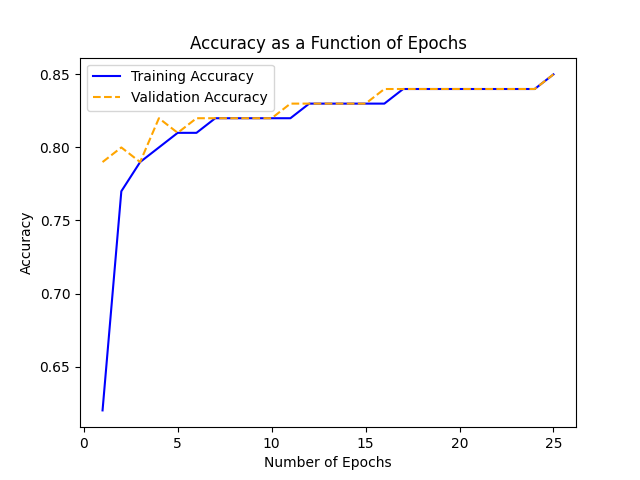 Accuracy as a Function of Epochs
Training Accuracy
Validation Accuracy
0.85
0.80
0.75
0.70
0.65
Accuracy
0
5
10
15
20
25
Number of Epochs